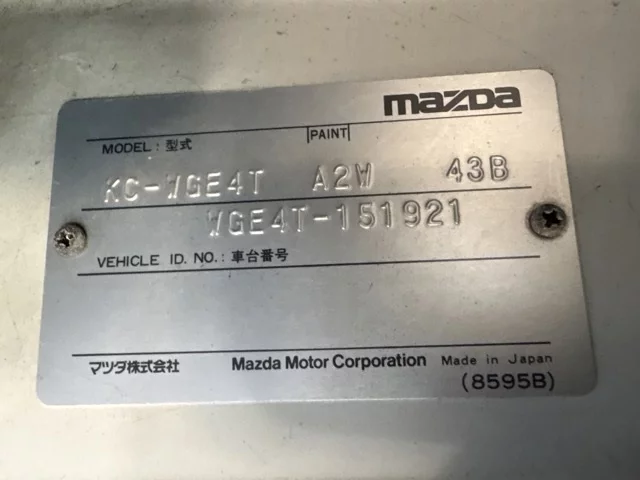 mazda
MODEL : 型式 PAINT
KC-WGE4T A2W 43B
WGE4T-151921
VEHICLE ID. NO. : 車台番号
マツダ株式会社 Mazda Motor Corporation Made in Japan
(8595B)